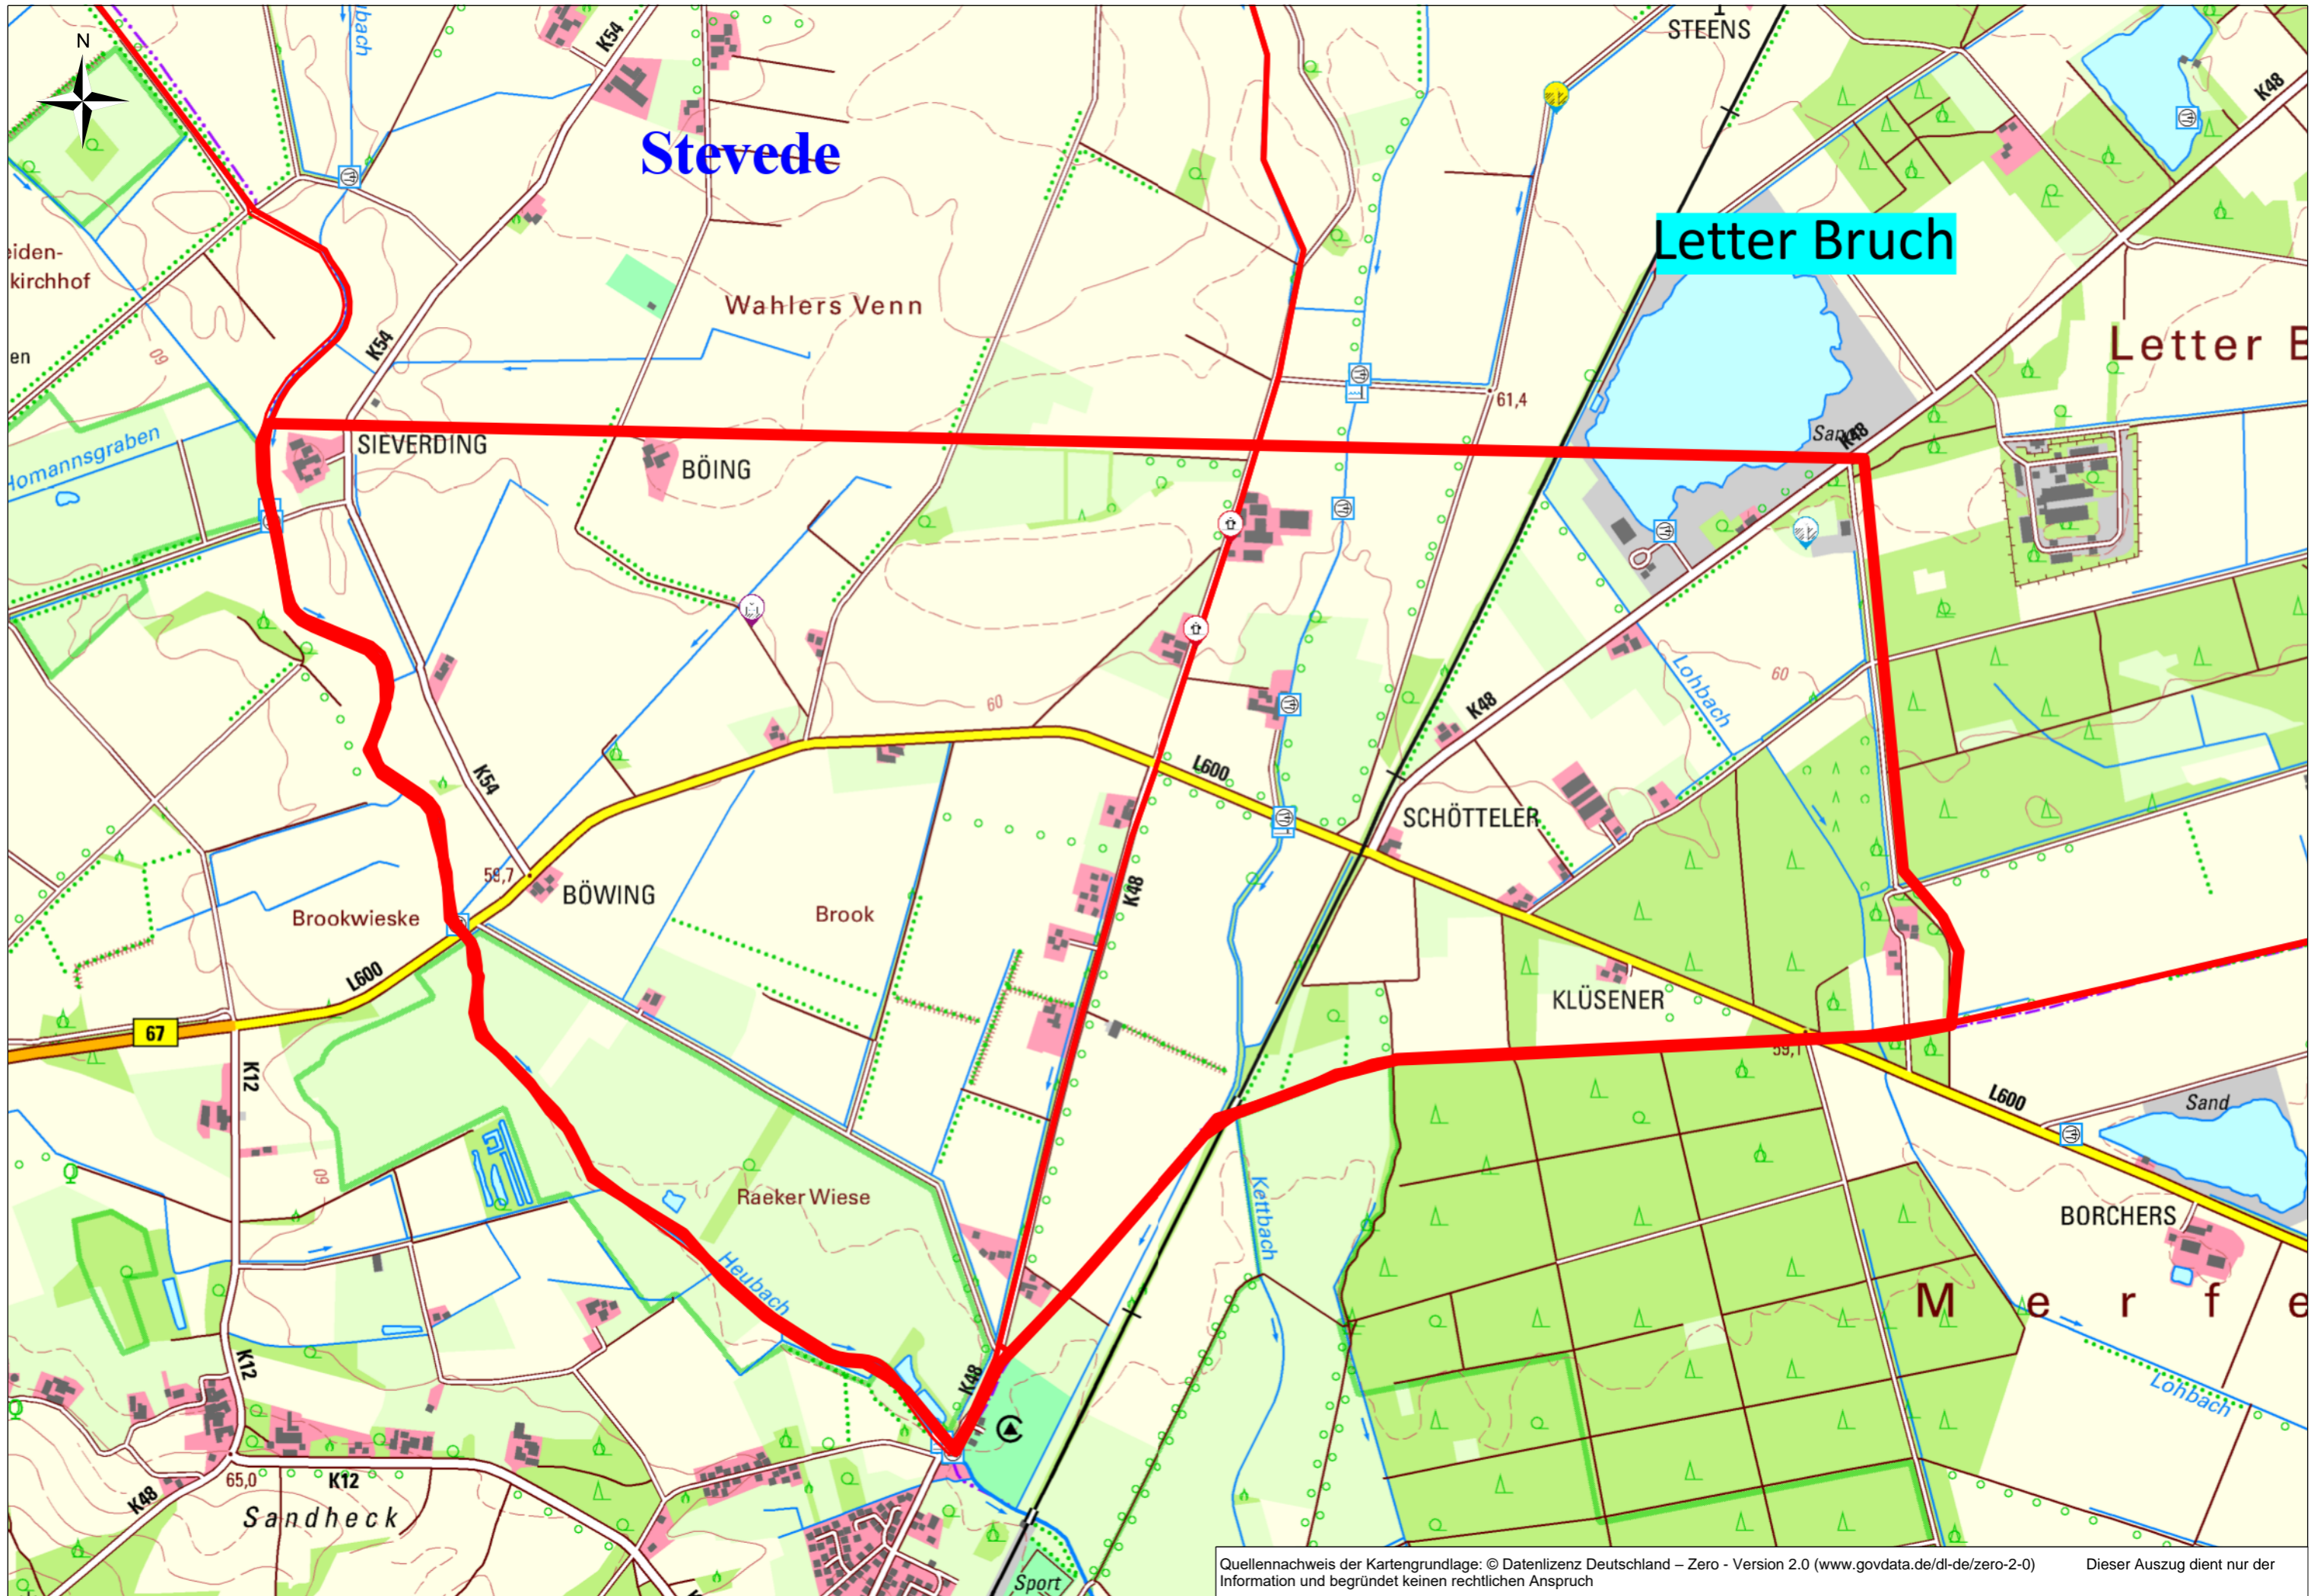 N
bach
K54
STEENS
K48
Stevede
Letter Bruch
eiden-
kirchhof
Wahlers Venn
Letter B
en
60
K54
61,4
Sand
K48
Homannsgraben
SIEVERDING
BÖING
Lohbach
60
60
K48
L600
K54
SCHÖTTELER
59,7
BÖWING
K48
Brookwieske
Brook
L600
KLÜSENER
67
59,1
K12
L600
Sand
60
Raeker Wiese
Kettbach
BORCHERS
Heubach
Merfe
K12
K48
Lohbach
65,0
K12
K48
Sandheck
Sport
Quellennachweis der Kartengrundlage: © Datenlizenz Deutschland – Zero - Version 2.0 (www.govdata.de/dl-de/zero-2-0) Dieser Auszug dient nur der
Information und begründet keinen rechtlichen Anspruch